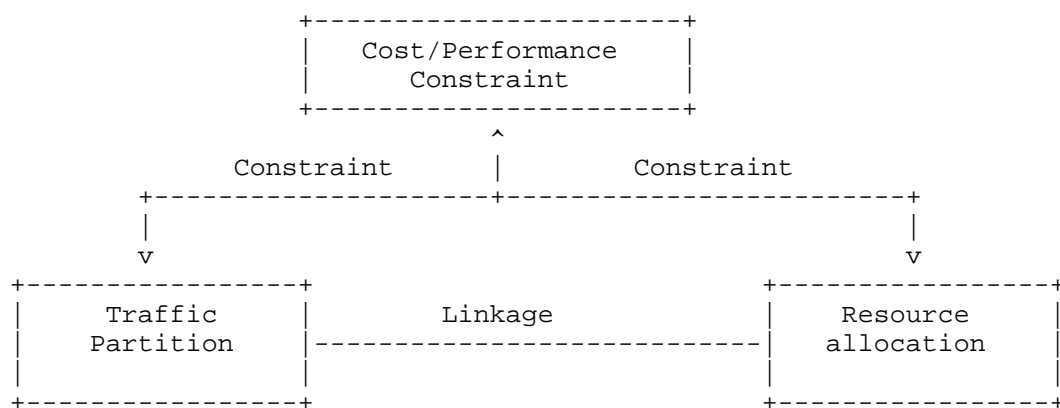 Cost/Performance
Constraint
Constraint Constraint
Traffic Linkage Resource
Partition allocation